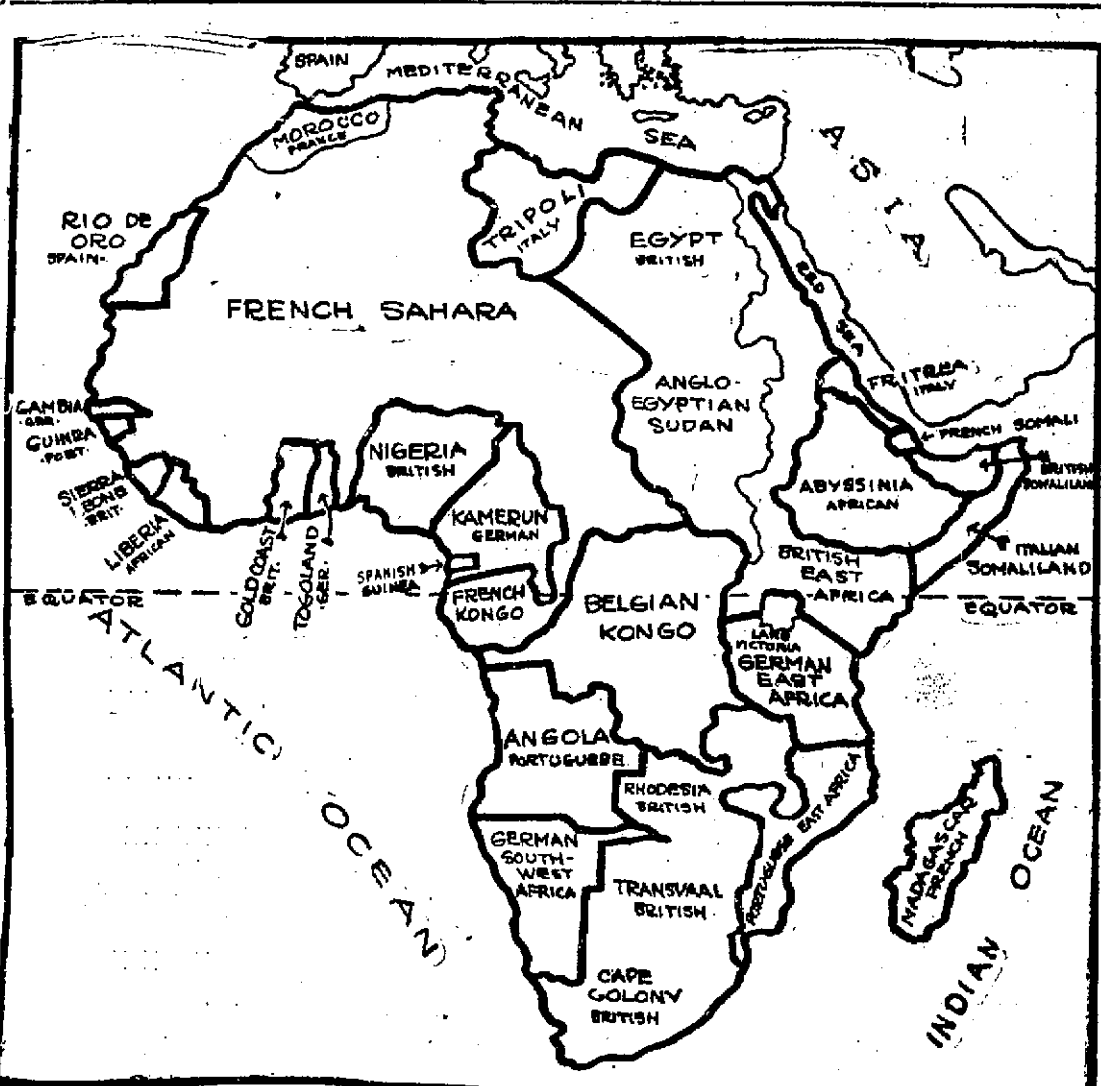 SPAIN
MEDITERRANEAN
SEA
ASIA
MOROCCO
FRANCE
RIO DE
ORO
SPAIN.
TRIPOLI
ITALY
EGYPT
BRITISH
RED
SEA
FRENCH SAHARA
ANGLO-
EGYPTIAN
SUDAN
ERITREA
ITALY
FRENCH SOMALI
BRITISH
SOMALILAND
GAMBIA
GUINEA
PORT.
SIERRA
LEONE
BRIT.
LIBERIA
AFRICAN
NIGERIA
BRITISH
GOLD COAST
BRIT.
TOGOLAND
GER.
KAMERUN
GERMAN
ABYSSINIA
AFRICAN
ITALIAN
SOMALILAND
BRITISH
EAST
AFRICA
SPANISH
GUINEA
FRENCH
KONGO
BELGIAN
KONGO
EQUATOR
EQUATOR
LAKE
VICTORIA
GERMAN
EAST
AFRICA
ATLANTIC
OCEAN
ANGOLA
PORTUGUESE
RHODESIA
BRITISH
PORTUGUESE EAST AFRICA
GERMAN
SOUTH-
WEST
AFRICA
TRANSVAAL
BRITISH
MADAGASCAR
FRENCH
CAPE
COLONY
BRITISH
INDIAN OCEAN